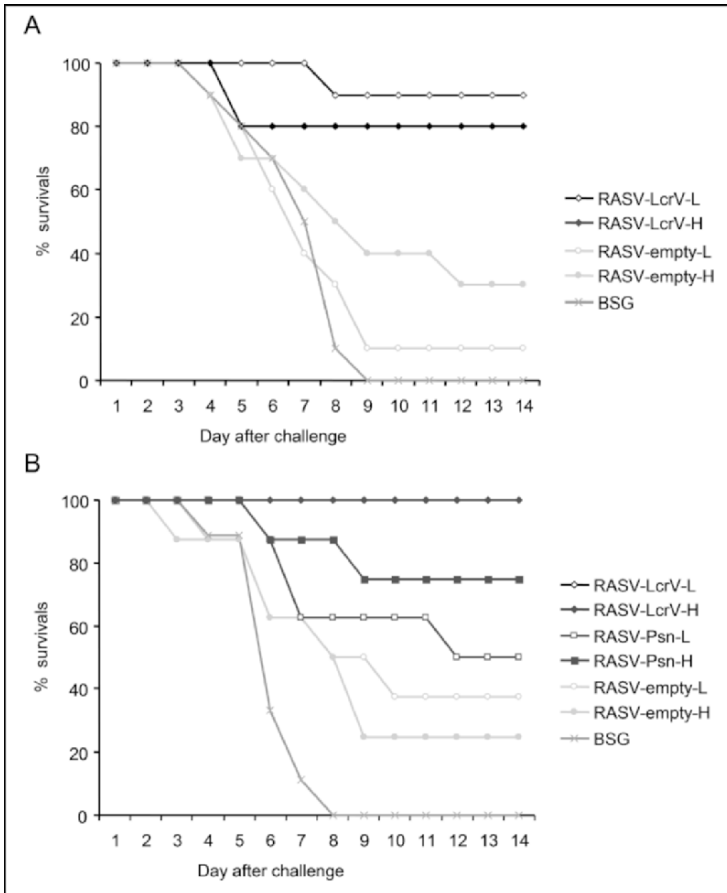 A
100
80
60
40
20
0
% survivals
1 2 3 4 5 6 7 8 9 10 11 12 13 14
Day after challenge
RASV-LcrV-L
RASV-LcrV-H
RASV-empty-L
RASV-empty-H
BSG
B
100
80
60
40
20
0
% survivals
1 2 3 4 5 6 7 8 9 10 11 12 13 14
Day after challenge
RASV-LcrV-L
RASV-LcrV-H
RASV-Psn-L
RASV-Psn-H
RASV-empty-L
RASV-empty-H
BSG